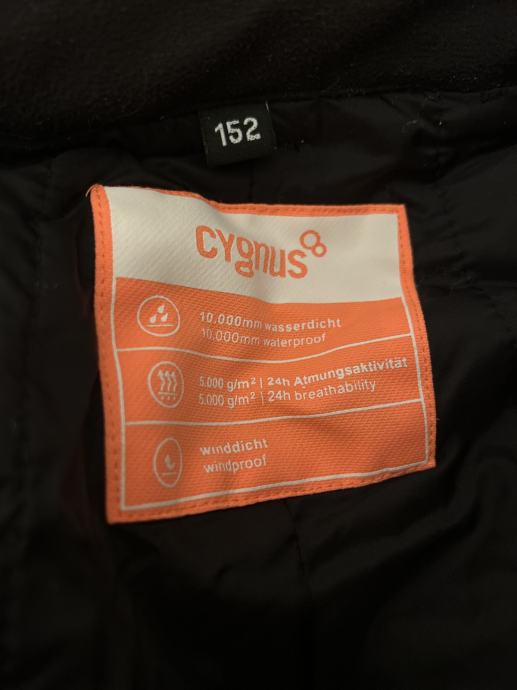 152
cygnus
10.000mm wasserdicht
10.000mm waterproof
5.000 g/m² | 24h Atmungsaktivität
5.000 g/m² | 24h breathability
winddicht
windproof